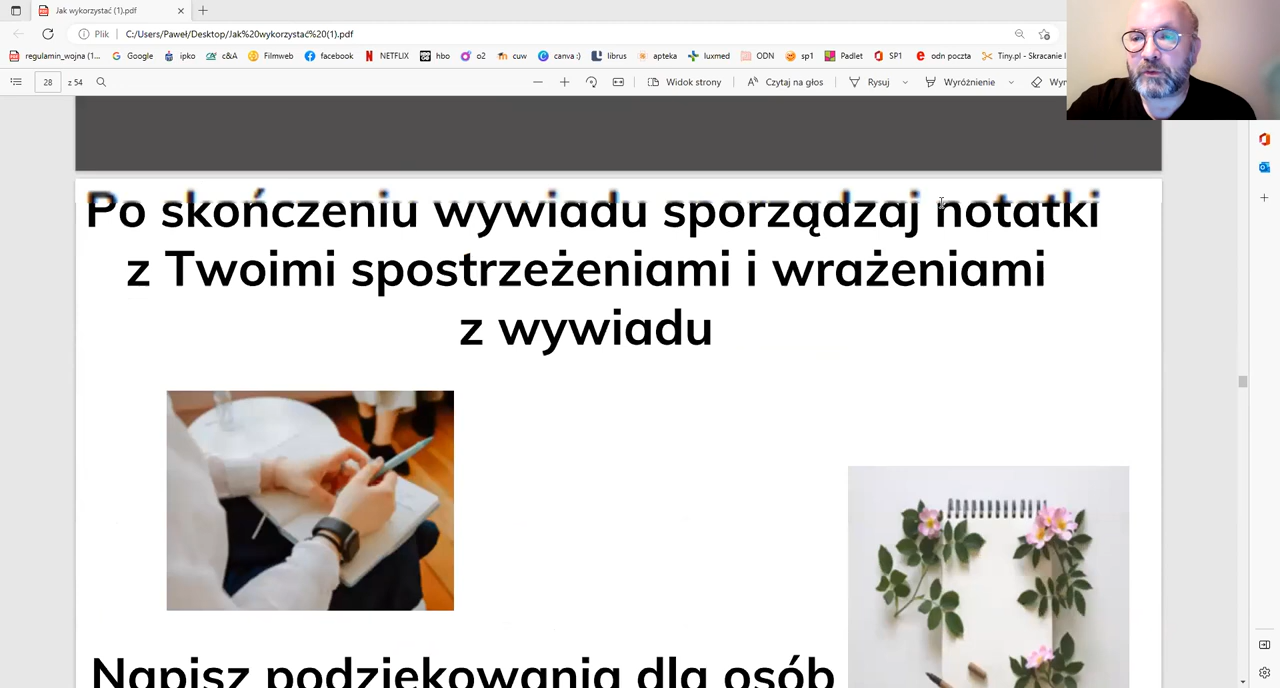 Jak wykorzystać (1).pdf
Plik
C:/Users/Paweł/Desktop/Jak%20wykorzystać%20(1).pdf
regulamin_wojna (1...
Google
ipko
c&A
Filmweb
facebook
NETFLIX
hbo
o2
cuw
canva :)
librus
apteka
luxmed
ODN
sp1
Padlet
SP1
odn poczta
Tiny.pl - Skracanie l
28 z 54
Widok strony
Czytaj na głos
Rysuj
Wyróżnienie
Wyn
Po skończeniu wywiadu sporządzaj notatki
z Twoimi spostrzeżeniami i wrażeniami
z wywiadu
Napisz podziękowania dla osób